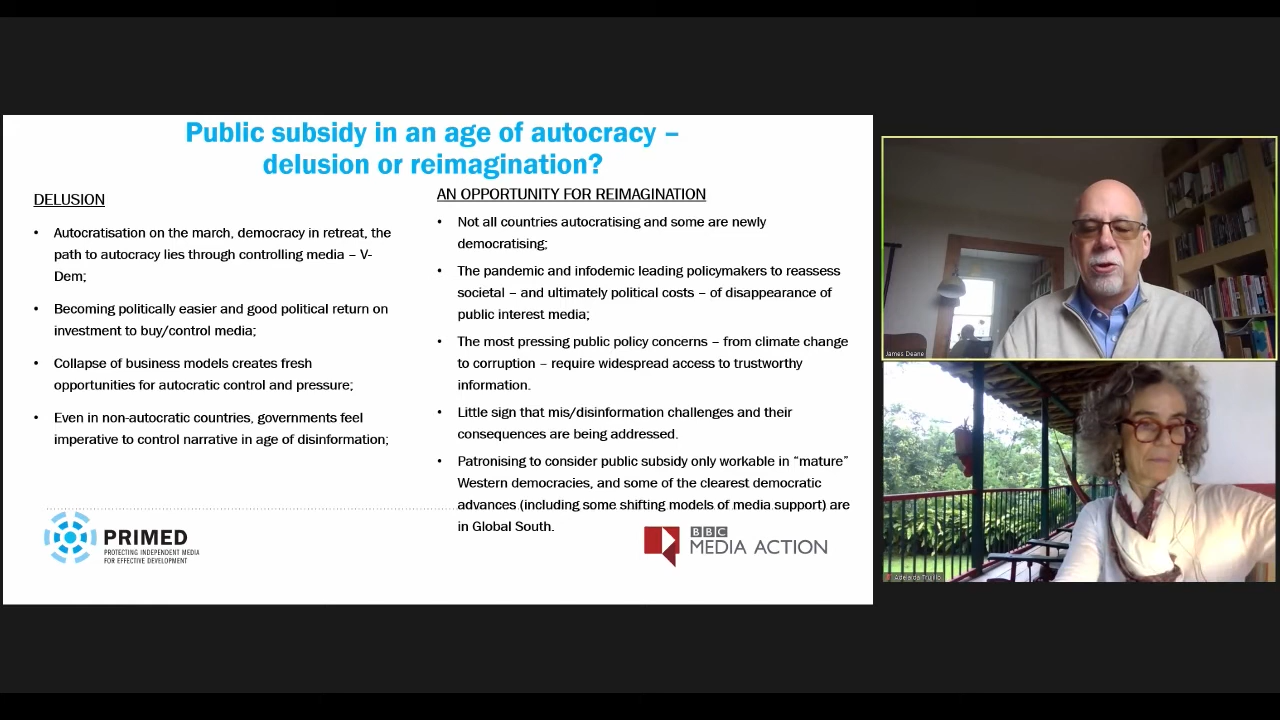 Public subsidy in an age of autocracy –
delusion or reimagination?
DELUSION
• Autocratisation on the march, democracy in retreat, the
path to autocracy lies through controlling media – V-
Dem;
• Becoming politically easier and good political return on
investment to buy/control media;
• Collapse of business models creates fresh
opportunities for autocratic control and pressure;
• Even in non-autocratic countries, governments feel
imperative to control narrative in age of disinformation;
AN OPPORTUNITY FOR REIMAGINATION
• Not all countries autocratising and some are newly
democratising;
• The pandemic and infodemic leading policymakers to reassess
societal – and ultimately political costs – of disappearance of
public interest media;
• The most pressing public policy concerns – from climate change
to corruption – require widespread access to trustworthy
information.
• Little sign that mis/disinformation challenges and their
consequences are being addressed.
• Patronising to consider public subsidy only workable in “mature”
Western democracies, and some of the clearest democratic
advances (including some shifting models of media support) are
in Global South.
PRIMED
PROTECTING INDEPENDENT MEDIA
FOR EFFECTIVE DEVELOPMENT
BBC
MEDIA ACTION
James Deane
Adelaida Trujillo